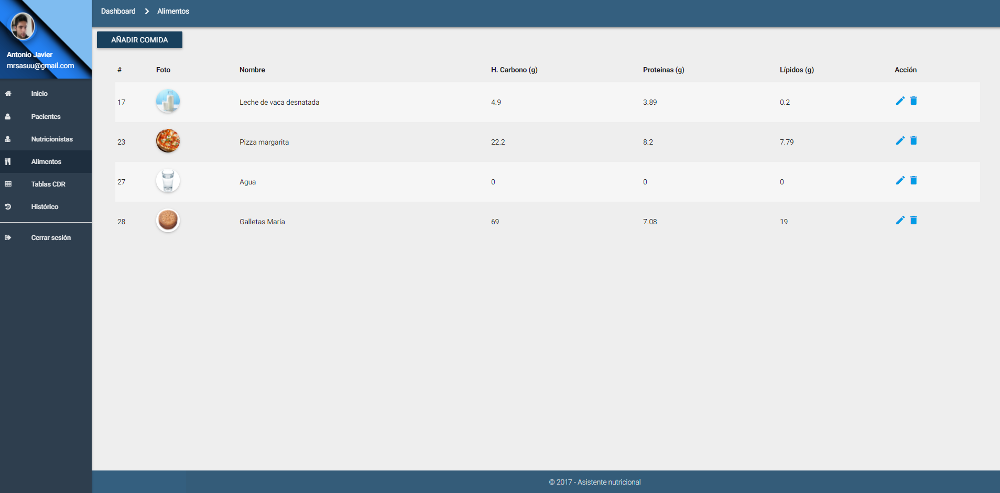 Dashboard Alimentos
Antonio Javier
mrsasuu@gmail.com
Inicio
Pacientes
Nutricionistas
Alimentos
Tablas CDR
Histórico
Cerrar sesión
AÑADIR COMIDA
# Foto Nombre H. Carbono (g) Proteinas (g) Lípidos (g) Acción
17 Leche de vaca desnatada 4.9 3.89 0.2
23 Pizza margarita 22.2 8.2 7.79
27 Agua 0 0 0
28 Galletas María 69 7.08 19
© 2017 - Asistente nutricional